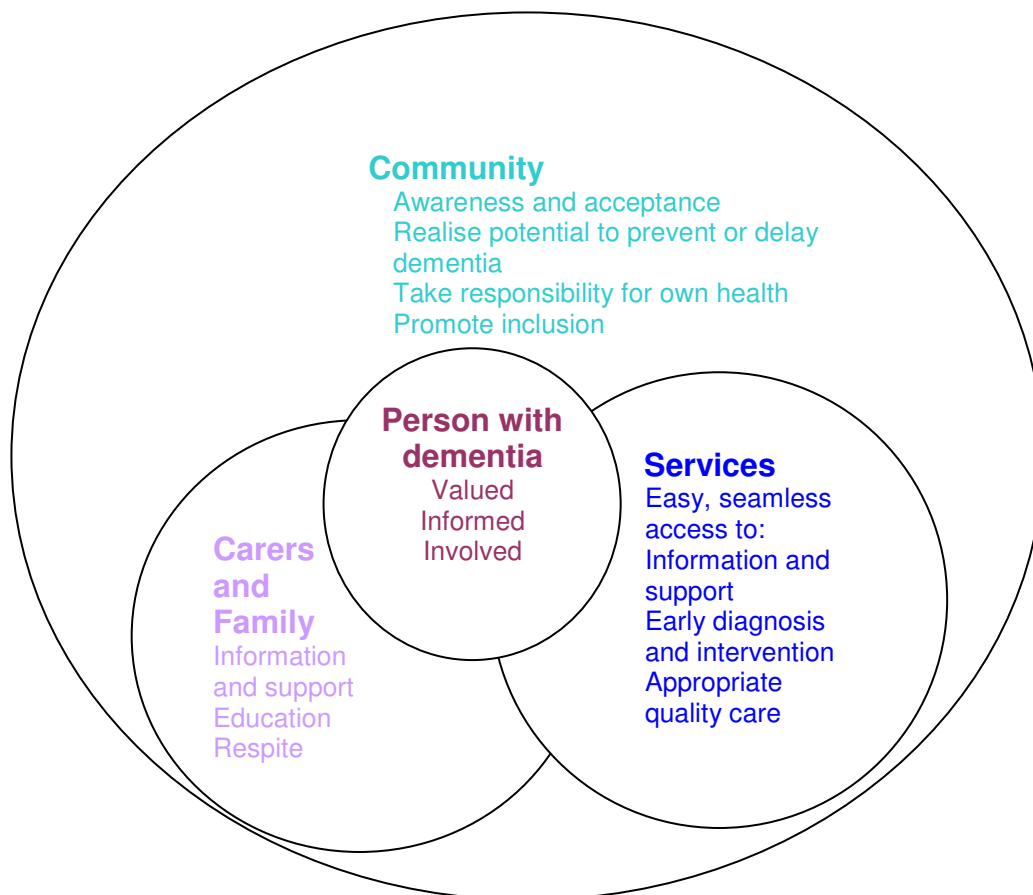 Community
Awareness and acceptance
Realise potential to prevent or delay
dementia
Take responsibility for own health
Promote inclusion
Person with
dementia
Valued
Informed
Involved
Carers
and
Family
Information
and support
Education
Respite
Services
Easy, seamless
access to:
Information and
support
Early diagnosis
and intervention
Appropriate
quality care